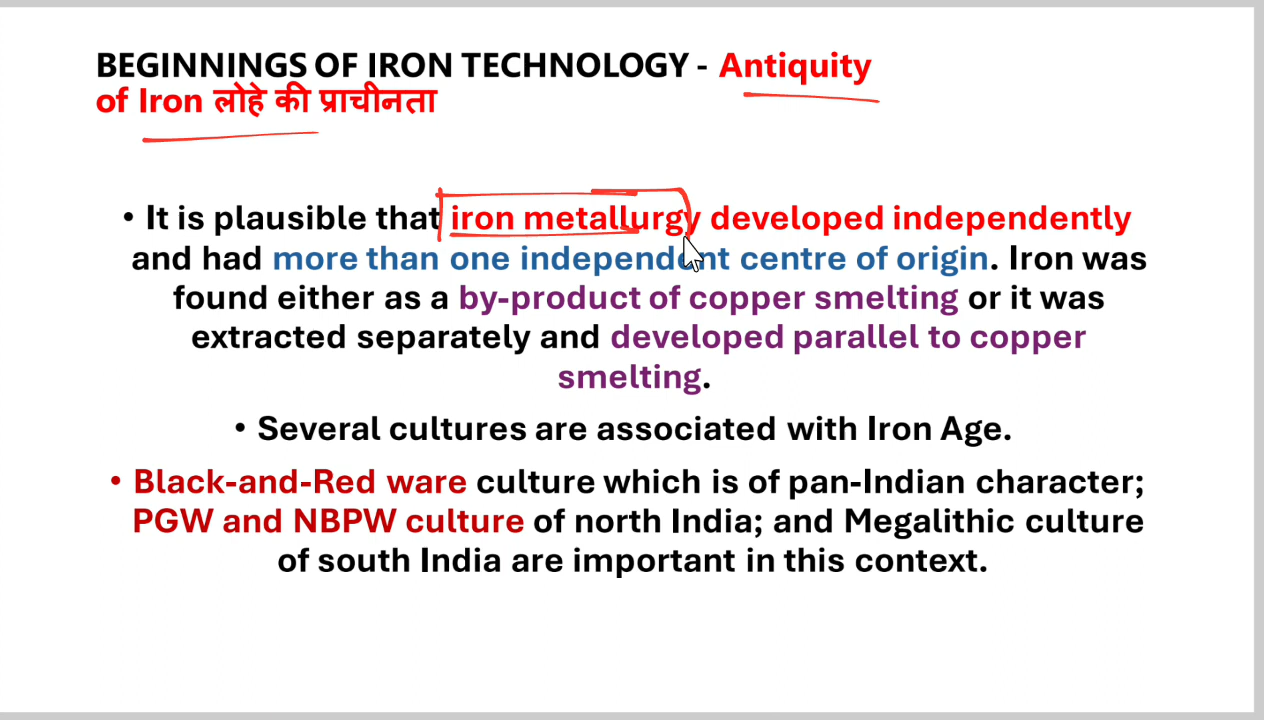 BEGINNINGS OF IRON TECHNOLOGY - Antiquity
of Iron लोहे की प्राचीनता
• It is plausible that iron metallurgy developed independently
and had more than one independent centre of origin. Iron was
found either as a by-product of copper smelting or it was
extracted separately and developed parallel to copper
smelting.
• Several cultures are associated with Iron Age.
• Black-and-Red ware culture which is of pan-Indian character;
PGW and NBPW culture of north India; and Megalithic culture
of south India are important in this context.